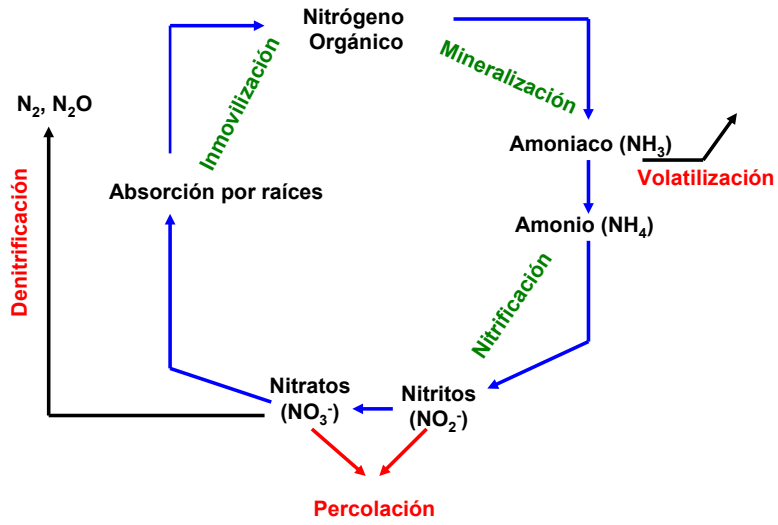 Nitrógeno
Orgánico
Mineralización
Inmovilización
N₂, N₂O
Amoniaco (NH₃)
Volatilización
Absorción por raíces
Amonio (NH₄)
Denitrificación
Nitrificación
Nitratos
(NO₃⁻)
Nitritos
(NO₂⁻)
Percolación